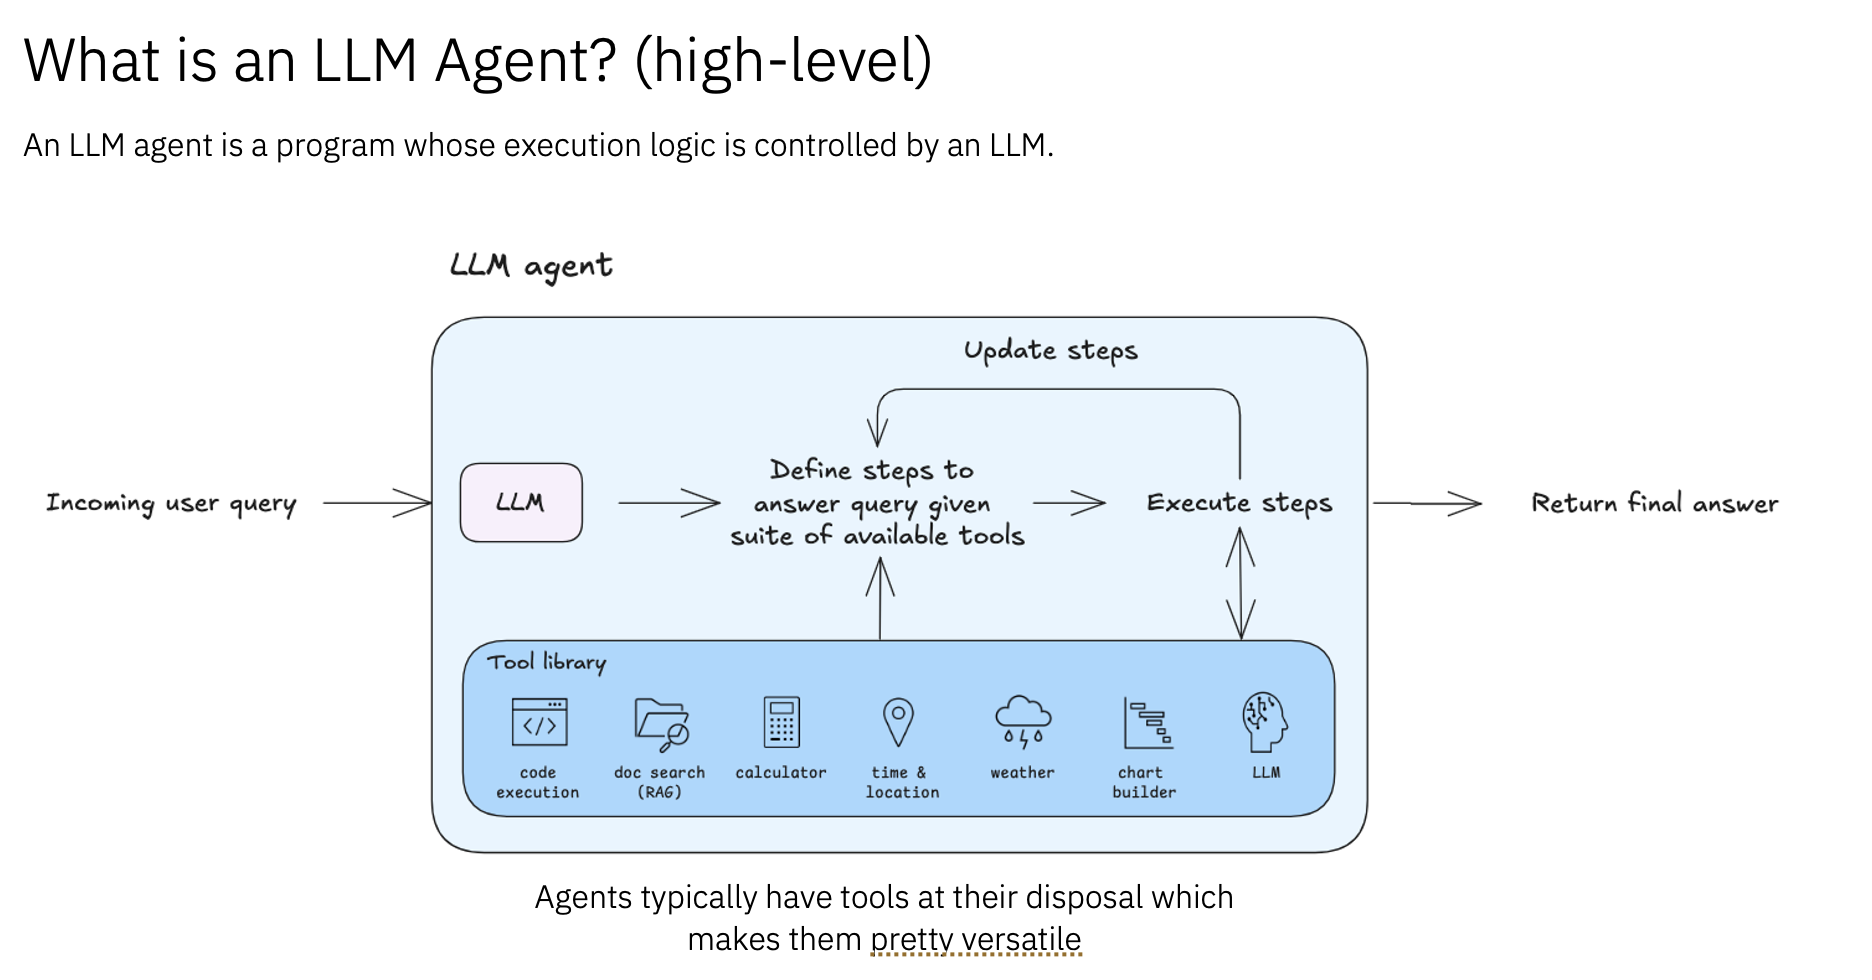 What is an LLM Agent? (high-level)
An LLM agent is a program whose execution logic is controlled by an LLM.
LLM agent
Update steps
Incoming user query
LLM
Define steps to
answer query given
suite of available tools
Execute steps
Return final answer
Tool library
code
execution
doc search
(RAG)
calculator
time &
location
weather
chart
builder
LLM
Agents typically have tools at their disposal which
makes them pretty versatile